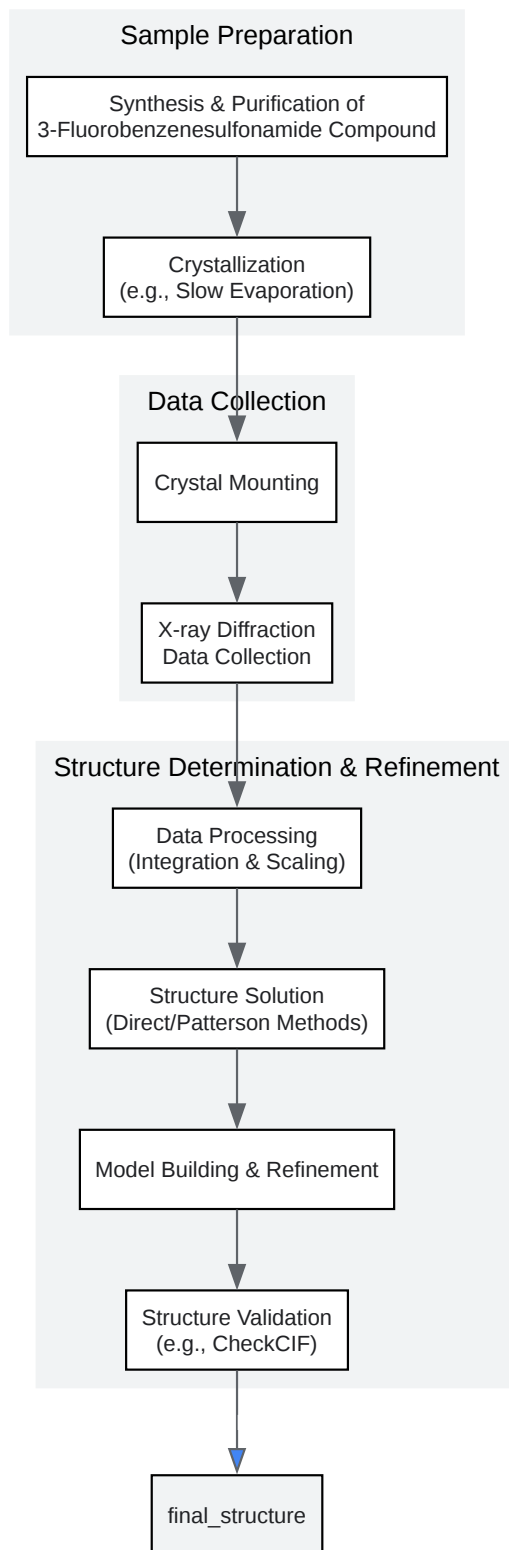 Sample Preparation
Synthesis & Purification of
3-Fluorobenzenesulfonamide Compound
Crystallization
(e.g., Slow Evaporation)
Data Collection
Crystal Mounting
X-ray Diffraction
Data Collection
Structure Determination & Refinement
Data Processing
(Integration & Scaling)
Structure Solution
(Direct/Patterson Methods)
Model Building & Refinement
Structure Validation
(e.g., CheckCIF)
final_structure